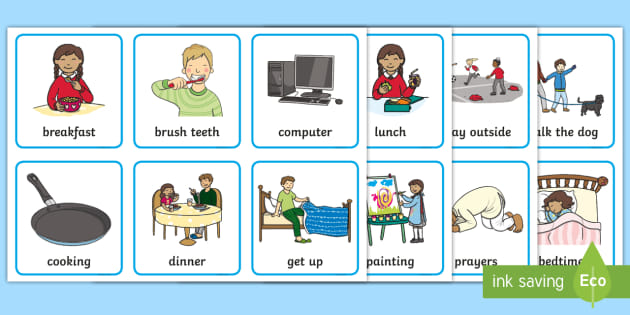 breakfast
brush teeth
computer
lunch
ay outside
alk the dog
cooking
dinner
get up
painting
prayers
bedtime
ink saving
Eco